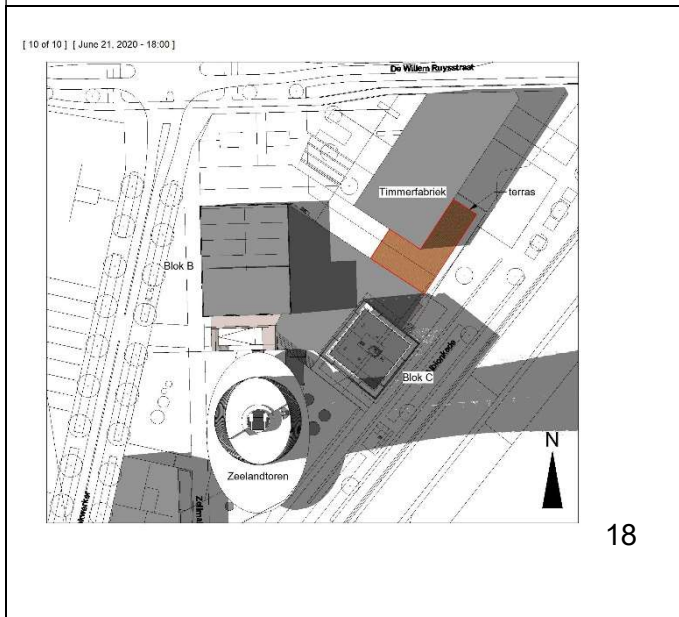 [ 10 of 10 ] [ June 21, 2020 - 18:00 ]
De Willem Ruysstraat
Timmerfabriek
terras
Blok B
Blok C
Zeelandtoren
N
18